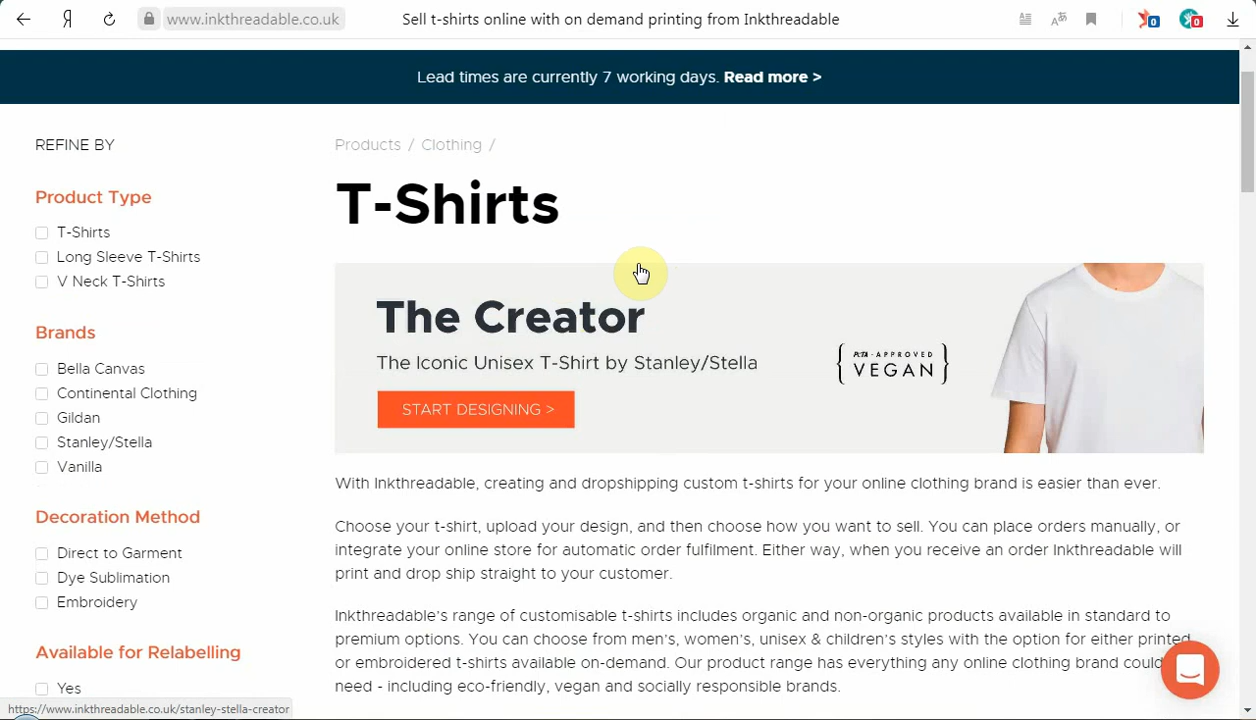 Я
www.inkthreadable.co.uk
Sell t-shirts online with on demand printing from Inkthreadable
0
0
Lead times are currently 7 working days. Read more >
REFINE BY
Product Type
T-Shirts
Long Sleeve T-Shirts
V Neck T-Shirts
Brands
Bella Canvas
Continental Clothing
Gildan
Stanley/Stella
Vanilla
Decoration Method
Direct to Garment
Dye Sublimation
Embroidery
Available for Relabelling
Yes
Products / Clothing /
T-Shirts
The Creator
The Iconic Unisex T-Shirt by Stanley/Stella
START DESIGNING >
PETA-APPROVED
VEGAN
With Inkthreadable, creating and dropshipping custom t-shirts for your online clothing brand is easier than ever.
Choose your t-shirt, upload your design, and then choose how you want to sell. You can place orders manually, or
integrate your online store for automatic order fulfilment. Either way, when you receive an order Inkthreadable will
print and drop ship straight to your customer.
Inkthreadable's range of customisable t-shirts includes organic and non-organic products available in standard to
premium options. You can choose from men's, women's, unisex & children's styles with the option for either printed
or embroidered t-shirts available on-demand. Our product range has everything any online clothing brand could
need - including eco-friendly, vegan and socially responsible brands.
https://www.inkthreadable.co.uk/stanley-stella-creator